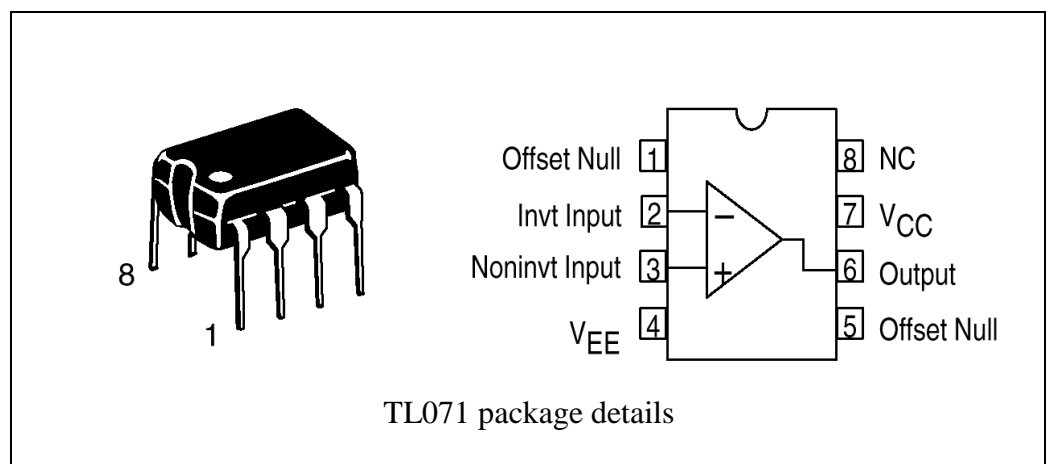 8
1
Offset Null 1
Invt Input 2
Noninvt Input 3
VEE 4
8 NC
7 VCC
6 Output
5 Offset Null
−
+
TL071 package details